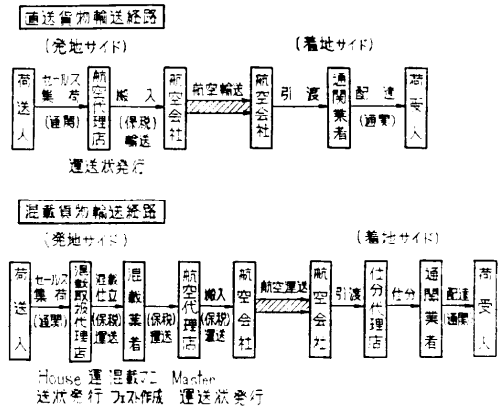 直送貨物輸送経路
(発地サイド)
(着地サイド)
荷送人
セールス
集荷
(通関)
航空代理店
搬入
(保税)
輸送
航空会社
航空輸送
航空会社
引渡
通関業者
配達
(通関)
荷受人
運送状発行
混載貨物輸送経路
(発地サイド)
(着地サイド)
荷送人
セールス
集荷
(通関)
混載取扱代理店
混載
仕立
(保税)
運送
混載業者
(保税)
運送
航空代理店
搬入
(保税)
運送
航空会社
航空運送
航空会社
引渡
仕分代理店
仕分
通関業者
配達
(通関)
荷受人
House 運
送状発行
混載マニ
フェスト作成
Master
運送状発行